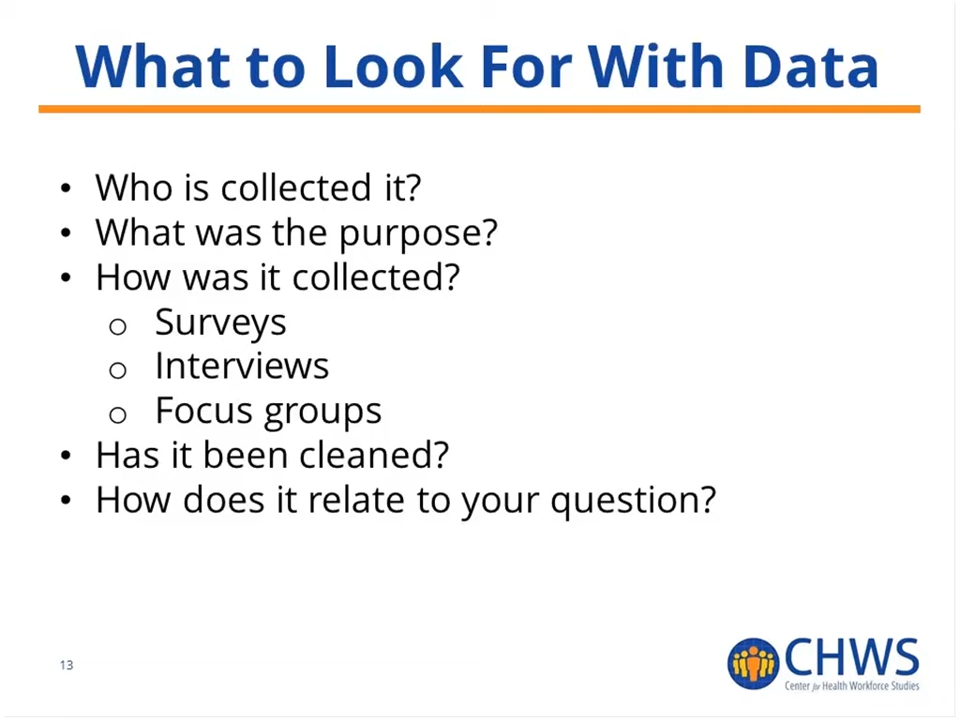 What to Look For With Data
• Who is collected it?
• What was the purpose?
• How was it collected?
o Surveys
o Interviews
o Focus groups
• Has it been cleaned?
• How does it relate to your question?
13
CHWS
Center for Health Workforce Studies